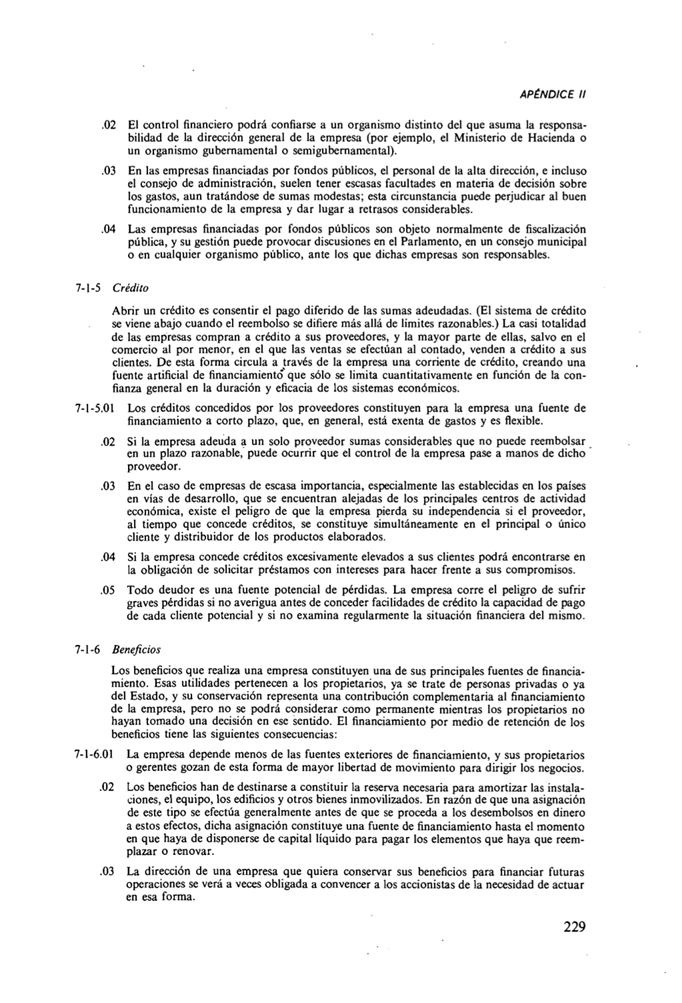 APÉNDICE II
.02 El control financiero podrá confiarse a un organismo distinto del que asuma la responsa-
bilidad de la dirección general de la empresa (por ejemplo, el Ministerio de Hacienda o
un organismo gubernamental o semigubernamental).
.03 En las empresas financiadas por fondos públicos, el personal de la alta dirección, e incluso
el consejo de administración, suelen tener escasas facultades en materia de decisión sobre
los gastos, aun tratándose de sumas modestas; esta circunstancia puede perjudicar al buen
funcionamiento de la empresa y dar lugar a retrasos considerables.
.04 Las empresas financiadas por fondos públicos son objeto normalmente de fiscalización
pública, y su gestión puede provocar discusiones en el Parlamento, en un consejo municipal
o en cualquier organismo público, ante los que dichas empresas son responsables.
7-1-5 Crédito
Abrir un crédito es consentir el pago diferido de las sumas adeudadas. (El sistema de crédito
se viene abajo cuando el reembolso se difiere más allá de límites razonables.) La casi totalidad
de las empresas compran a crédito a sus proveedores, y la mayor parte de ellas, salvo en el
comercio al por menor, en el que las ventas se efectúan al contado, venden a crédito a sus
clientes. De esta forma circula a través de la empresa una corriente de crédito, creando una
fuente artificial de financiamiento que sólo se limita cuantitativamente en función de la con-
fianza general en la duración y eficacia de los sistemas económicos.
7-1-5.01 Los créditos concedidos por los proveedores constituyen para la empresa una fuente de
financiamiento a corto plazo, que, en general, está exenta de gastos y es flexible.
.02 Si la empresa adeuda a un solo proveedor sumas considerables que no puede reembolsar
en un plazo razonable, puede ocurrir que el control de la empresa pase a manos de dicho
proveedor.
.03 En el caso de empresas de escasa importancia, especialmente las establecidas en los países
en vías de desarrollo, que se encuentran alejadas de los principales centros de actividad
económica, existe el peligro de que la empresa pierda su independencia si el proveedor,
al tiempo que concede créditos, se constituye simultáneamente en el principal o único
cliente y distribuidor de los productos elaborados.
.04 Si la empresa concede créditos excesivamente elevados a sus clientes podrá encontrarse en
la obligación de solicitar préstamos con intereses para hacer frente a sus compromisos.
.05 Todo deudor es una fuente potencial de pérdidas. La empresa corre el peligro de sufrir
graves pérdidas si no averigua antes de conceder facilidades de crédito la capacidad de pago
de cada cliente potencial y si no examina regularmente la situación financiera del mismo.
7-1-6 Beneficios
Los beneficios que realiza una empresa constituyen una de sus principales fuentes de financia-
miento. Esas utilidades pertenecen a los propietarios, ya se trate de personas privadas o ya
del Estado, y su conservación representa una contribución complementaria al financiamiento
de la empresa, pero no se podrá considerar como permanente mientras los propietarios no
hayan tomado una decisión en ese sentido. El financiamiento por medio de retención de los
beneficios tiene las siguientes consecuencias:
7-1-6.01 La empresa depende menos de las fuentes exteriores de financiamiento, y sus propietarios
o gerentes gozan de esta forma de mayor libertad de movimiento para dirigir los negocios.
.02 Los beneficios han de destinarse a constituir la reserva necesaria para amortizar las instala-
ciones, el equipo, los edificios y otros bienes inmovilizados. En razón de que una asignación
de este tipo se efectúa generalmente antes de que se proceda a los desembolsos en dinero
a estos efectos, dicha asignación constituye una fuente de financiamiento hasta el momento
en que haya de disponerse de capital líquido para pagar los elementos que haya que reem-
plazar o renovar.
.03 La dirección de una empresa que quiera conservar sus beneficios para financiar futuras
operaciones se verá a veces obligada a convencer a los accionistas de la necesidad de actuar
en esa forma.
229